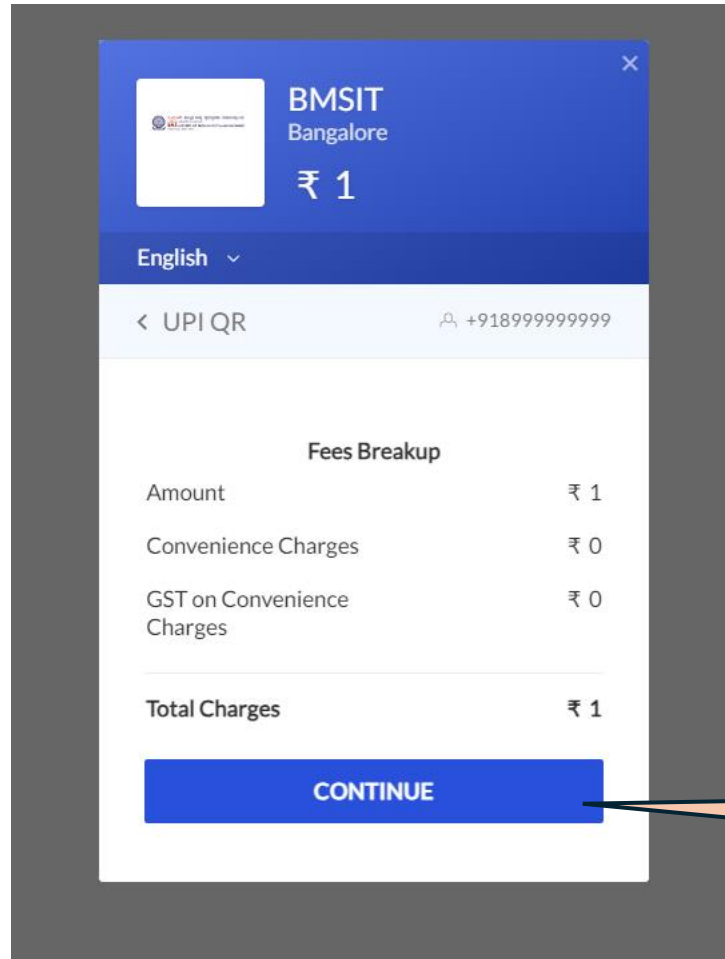 BMSIT
Bangalore
₹ 1
English
UPI QR +918999999999
Fees Breakup
Amount ₹ 1
Convenience Charges ₹ 0
GST on Convenience ₹ 0
Charges
Total Charges ₹ 1
CONTINUE